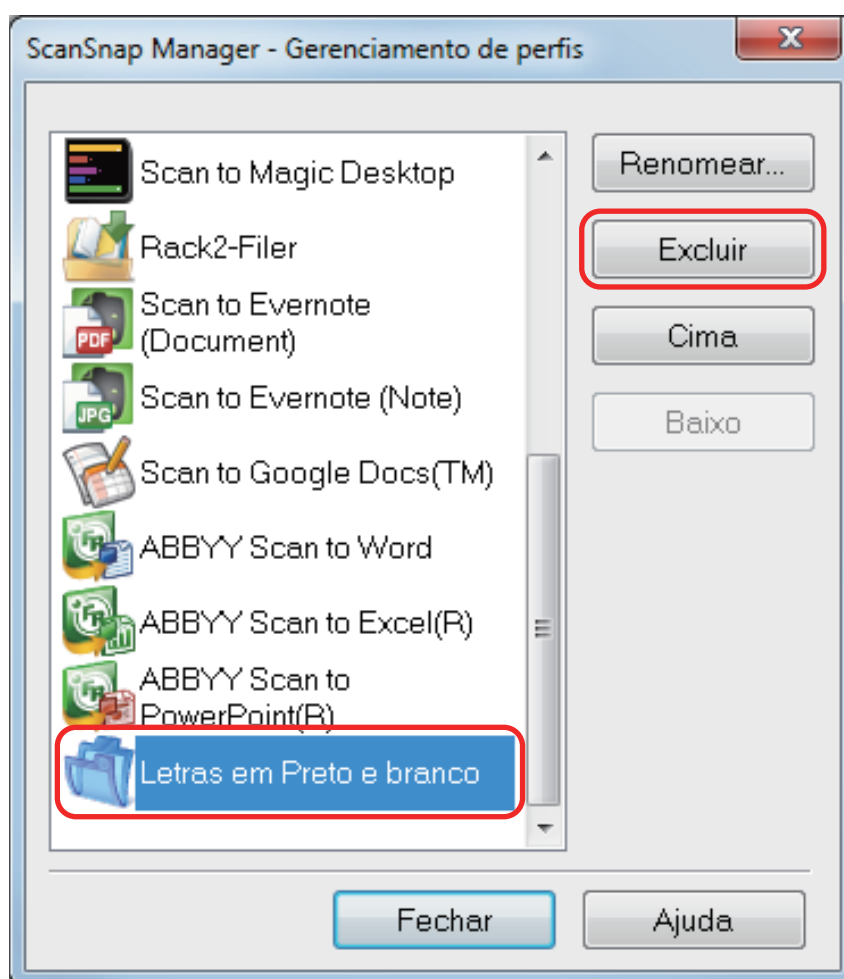 ScanSnap Manager - Gerenciamento de perfis
Scan to Magic Desktop
Rack2-Filer
Scan to Evernote
(Document)
PDF
Scan to Evernote (Note)
JPG
Scan to Google Docs(TM)
ABBYY Scan to Word
ABBYY Scan to Excel(R)
ABBYY Scan to
PowerPoint(R)
Letras em Preto e branco
Renomear...
Excluir
Cima
Baixo
Fechar
Ajuda